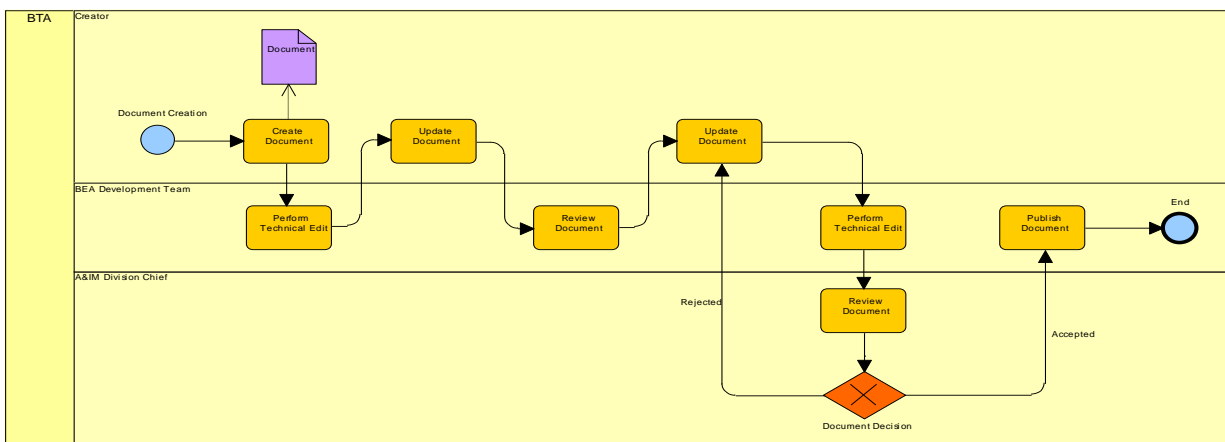 BTA
Creator
Document
Document Creation
Create
Document
Update
Document
Update
Document
BEA Development Team
Perform
Technical Edit
Review
Document
Perform
Technical Edit
Publish
Document
End
A&IM Division Chief
Review
Document
Rejected
Accepted
Document Decision